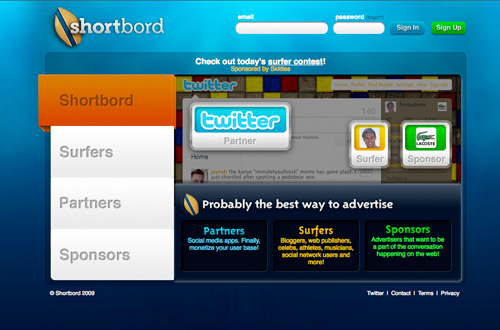 shortbord
email
password
Sign In
Sign Up
Check out today's surfer contest!
Sponsored by Skittles
Shortbord
Surfers
Partners
Sponsors
twitter
140
twitter
Partner
Home
Surfer
LACOSTE
Sponsor
Probably the best way to advertise
Partners
Social media apps. Finally,
monetize your user base!
Surfers
Bloggers, web publishers,
celebs, athletes, musicians,
social network users and
more!
Sponsors
Advertisers that want to be
a part of the conversation
happening on the web!
© Shortbord 2009
Twitter | Contact | Terms | Privacy